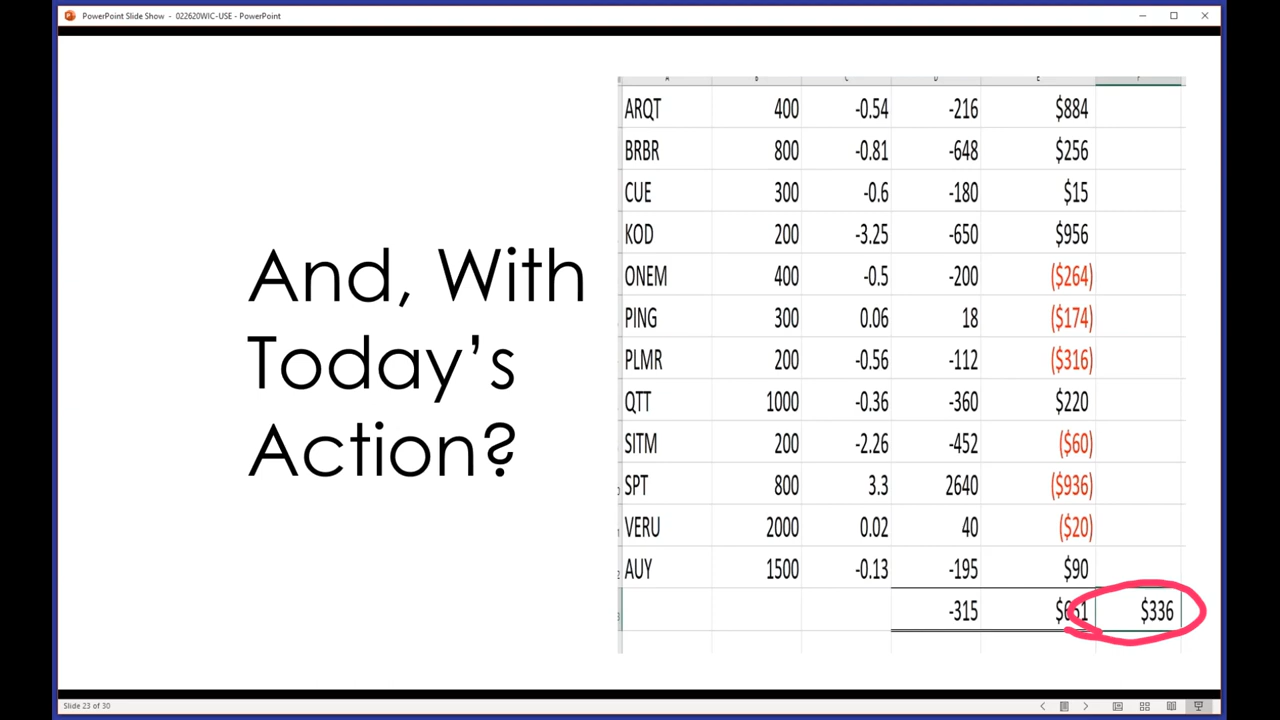 PowerPoint Slide Show - 022620WIC-USE - PowerPoint
And, With
Today's
Action?
A B C D E F
ARQT 400 -0.54 -216 $884
BRBR 800 -0.81 -648 $256
CUE 300 -0.6 -180 $15
KOD 200 -3.25 -650 $956
ONEM 400 -0.5 -200 ($264)
PING 300 0.06 18 ($174)
PLMR 200 -0.56 -112 ($316)
QTT 1000 -0.36 -360 $220
SITM 200 -2.26 -452 ($60)
SPT 800 3.3 2640 ($936)
VERU 2000 0.02 40 ($20)
AUY 1500 -0.13 -195 $90
-315 $651 $336
Slide 23 of 30